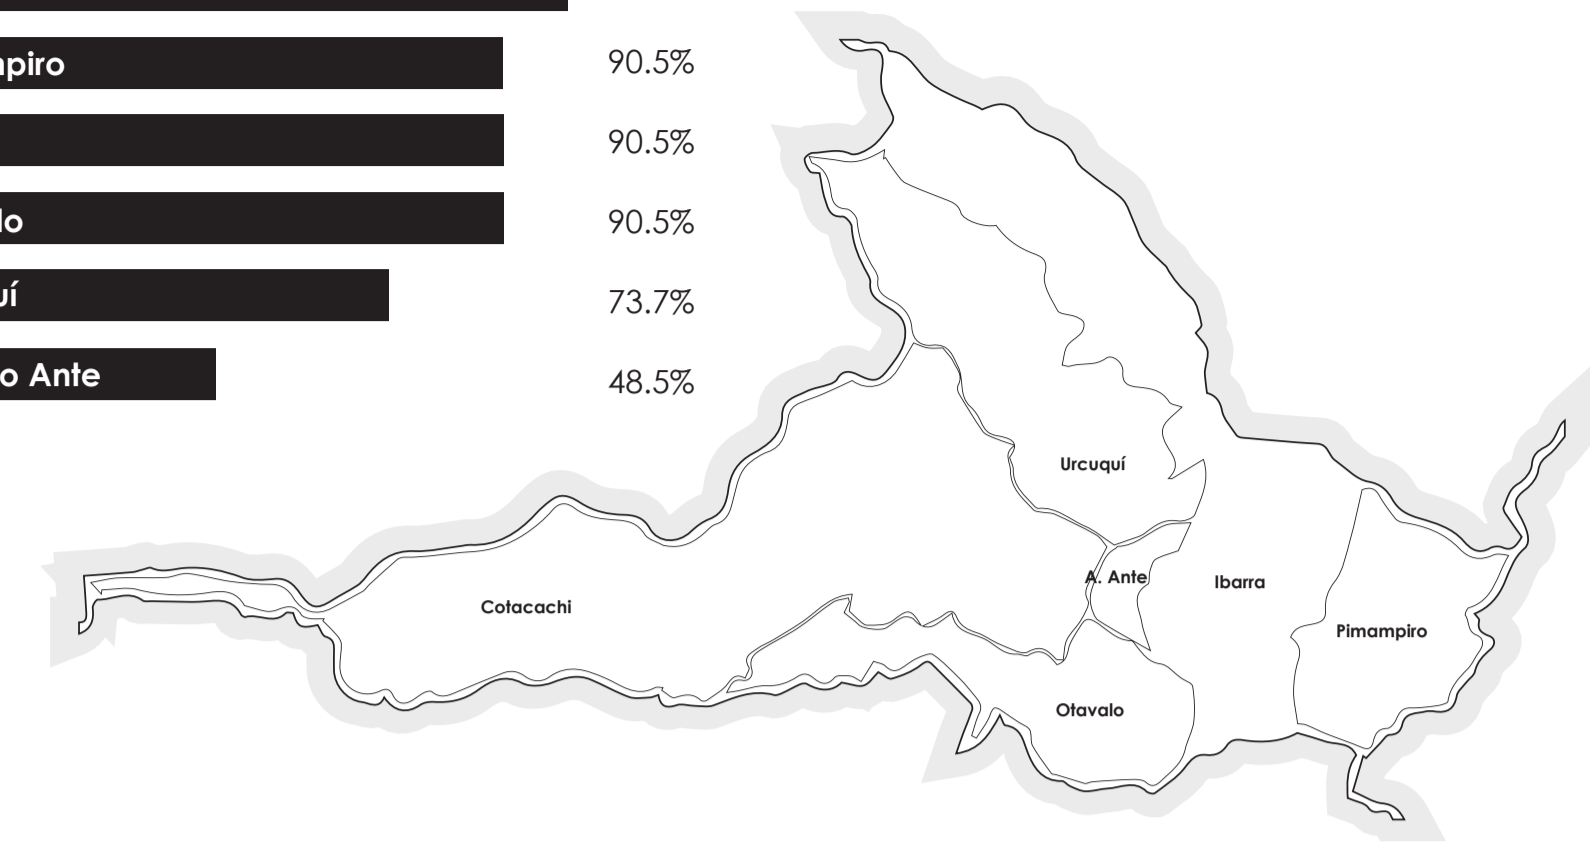 mpiro 90.5%
90.5%
lo 90.5%
uí 73.7%
o Ante 48.5%
Urcuquí
A. Ante
Ibarra
Cotacachi
Pimampiro
Otavalo